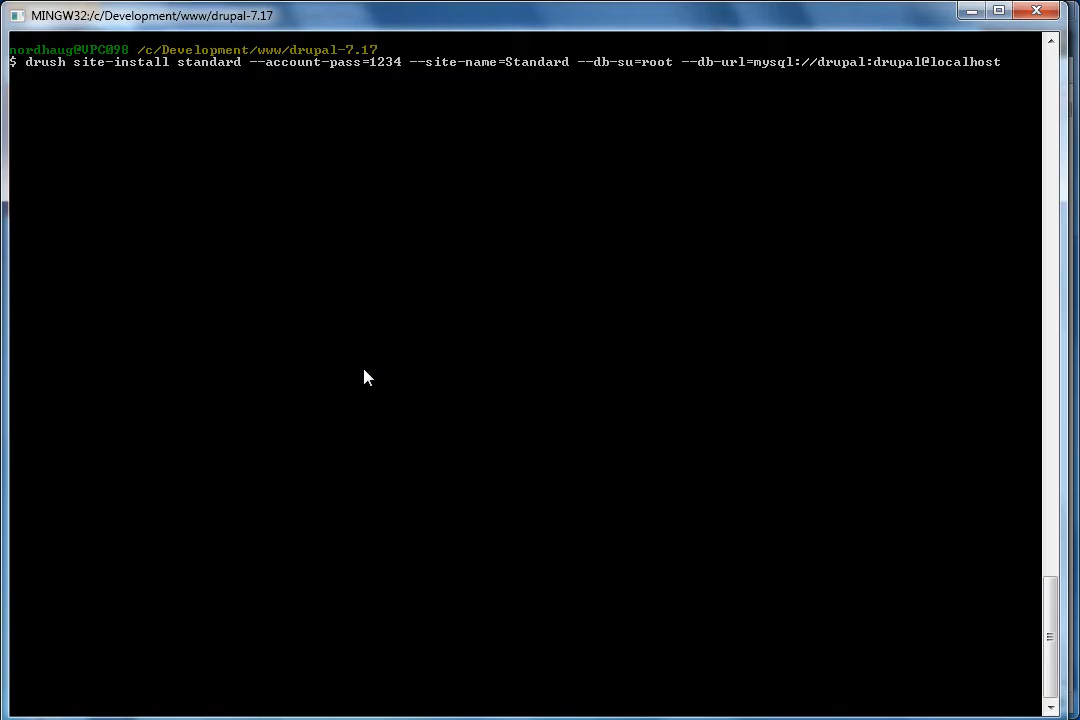 MINGW32:/c/Development/www/drupal-7.17
nordhaug@VPC098 /c/Development/www/drupal-7.17
$ drush site-install standard --account-pass=1234 --site-name=Standard --db-su=root --db-url=mysql://drupal:drupal@localhost